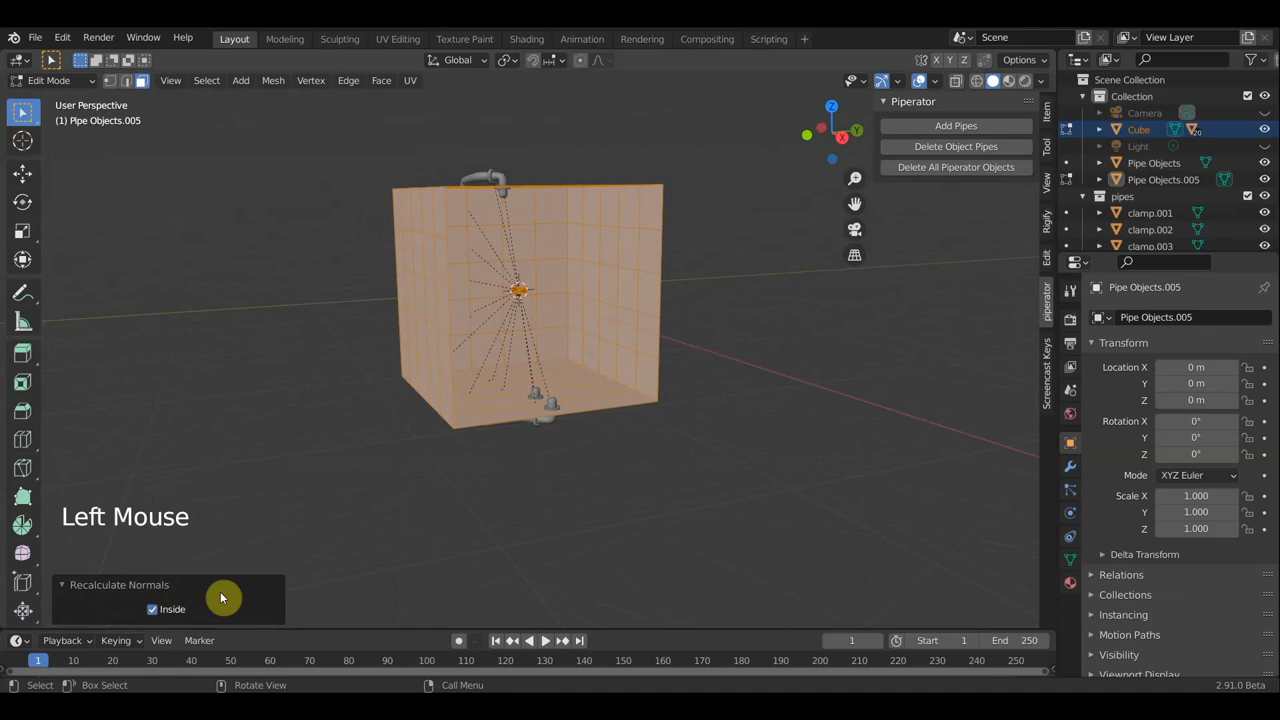 File Edit Render Window Help Layout Modeling Sculpting UV Editing Texture Paint Shading Animation Rendering Compositing Scripting + Scene View Layer
Global X Y Z Options
Edit Mode View Select Add Mesh Vertex Edge Face UV
Scene Collection
Collection
Camera
Cube 20
Light
Pipe Objects
Pipe Objects.005
pipes
clamp.001
clamp.002
clamp.003
User Perspective
(1) Pipe Objects.005
Z
Y
X
Piperator
Add Pipes
Delete Object Pipes
Delete All Piperator Objects
Item
Tool
View
Rigify
Edit
piperator
Screencast Keys
Pipe Objects.005
Pipe Objects.005
Transform
Location X 0 m
Y 0 m
Z 0 m
Rotation X 0°
Y 0°
Z 0°
Mode XYZ Euler
Scale X 1.000
Y 1.000
Z 1.000
Delta Transform
Relations
Collections
Instancing
Motion Paths
Visibility
Viewport Display
Left Mouse
Recalculate Normals
Inside
Playback Keying View Marker 1 Start 1 End 250
1 10 20 30 40 50 60 70 80 90 100 110 120 130 140 150 160 170 180 190 200 210 220 230 240 250
Select Box Select Rotate View Call Menu 2.91.0 Beta